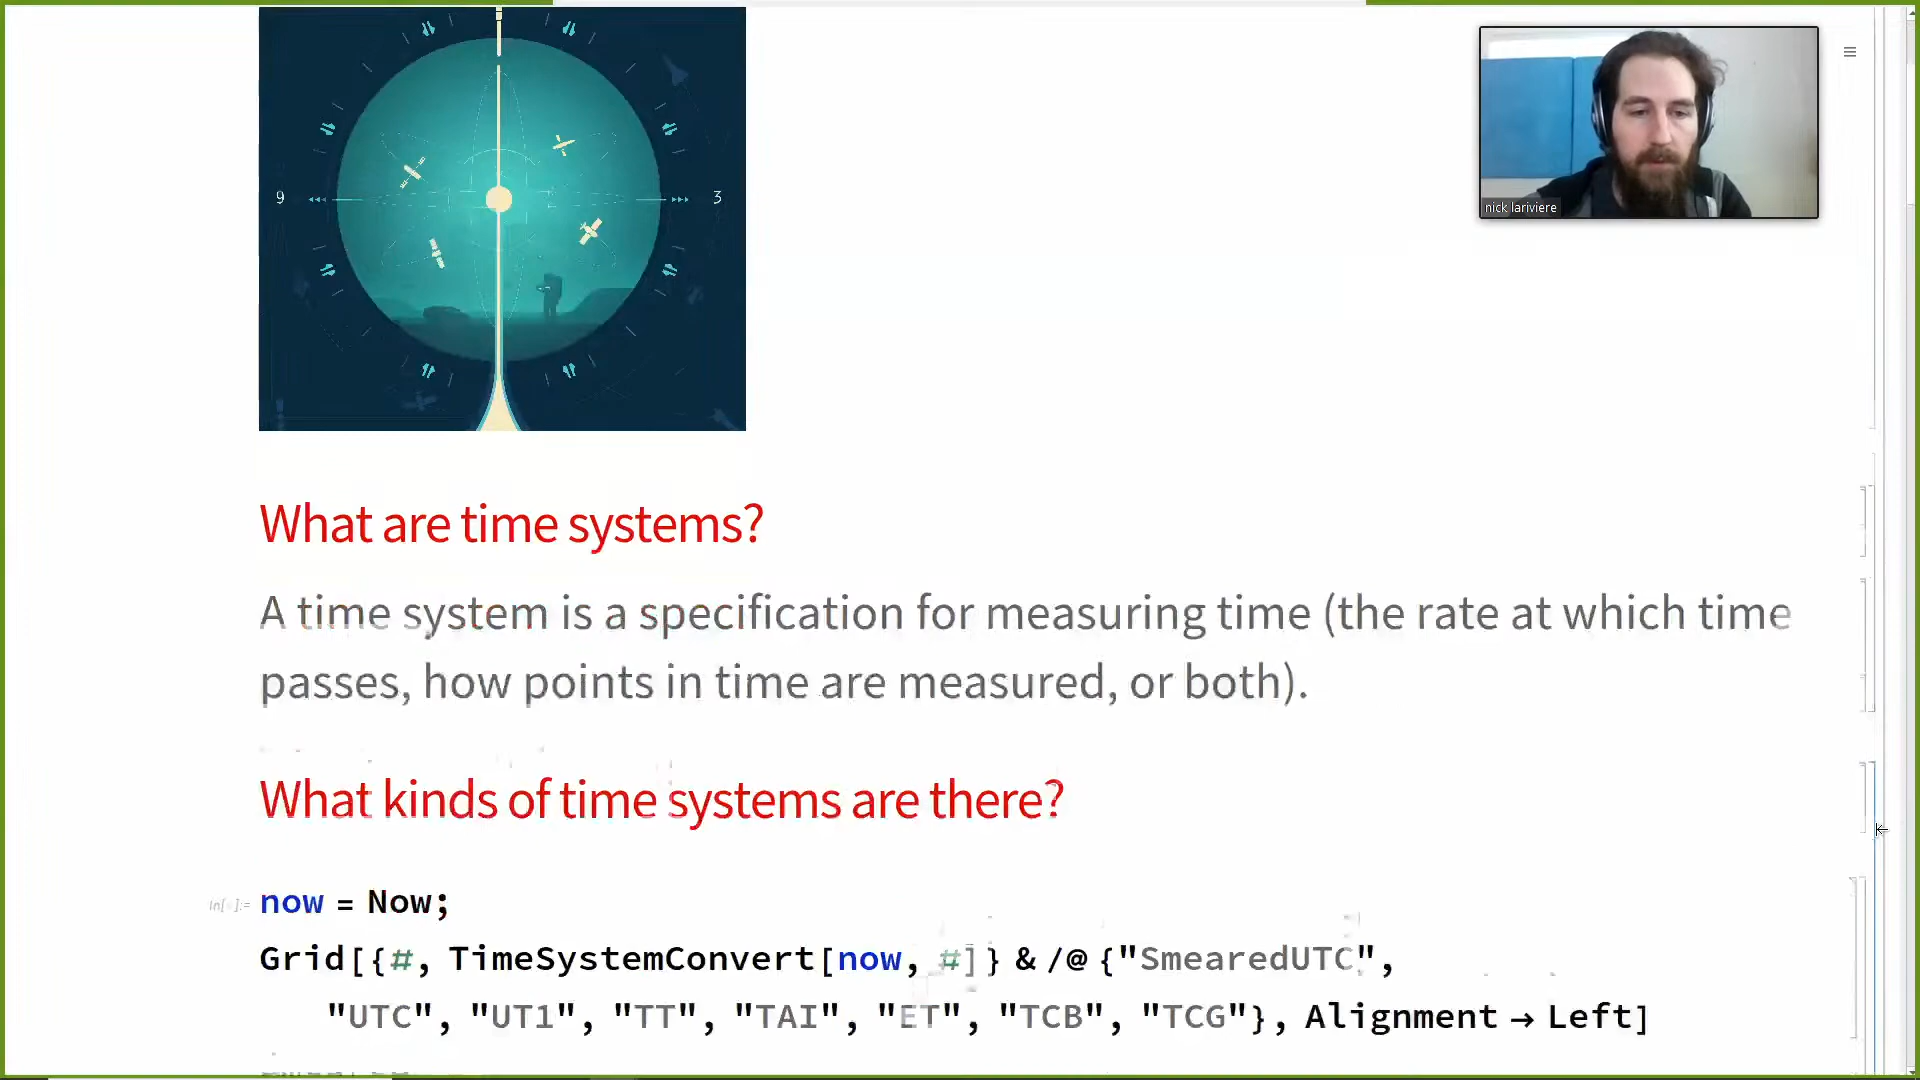 9
3
nick lariviere
What are time systems?
A time system is a specification for measuring time (the rate at which time
passes, how points in time are measured, or both).
What kinds of time systems are there?
now = Now;
Grid[{#, TimeSystemConvert[now, #]} & /@ {"SmearedUTC",
"UTC", "UT1", "TT", "TAI", "ET", "TCB", "TCG"}, Alignment → Left]